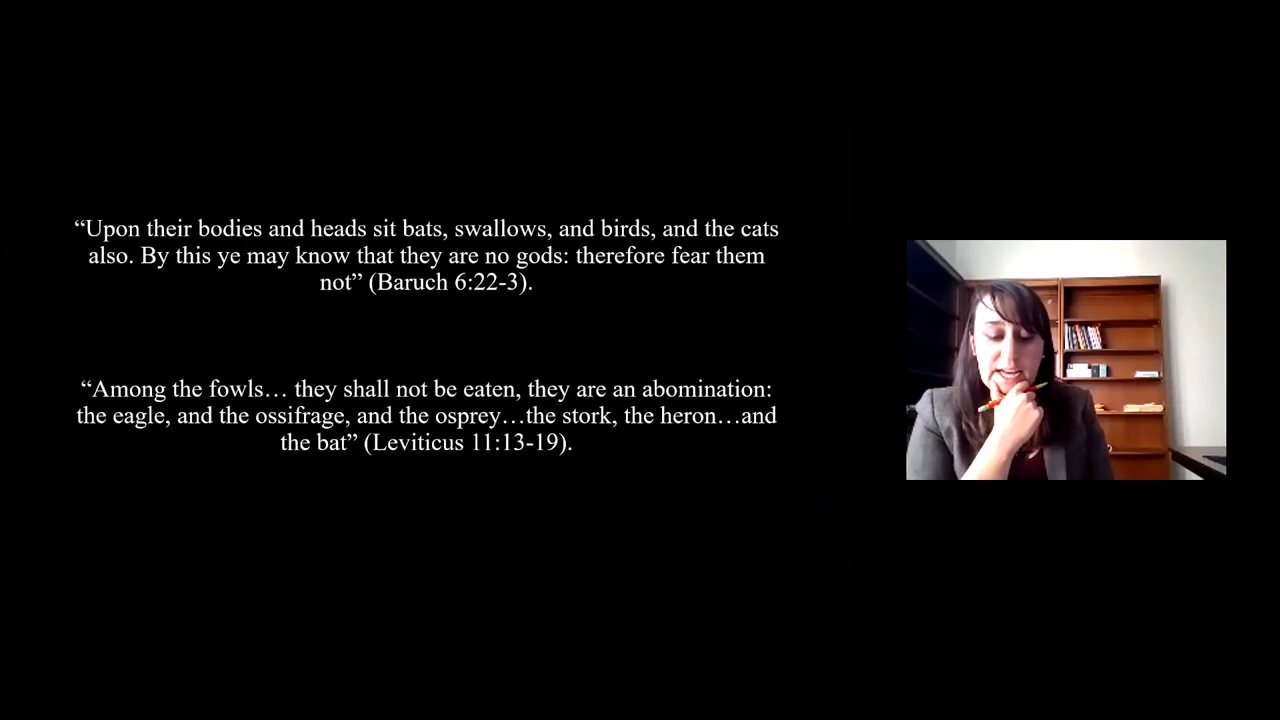 “Upon their bodies and heads sit bats, swallows, and birds, and the cats
also. By this ye may know that they are no gods: therefore fear them
not” (Baruch 6:22-3).
“Among the fowls… they shall not be eaten, they are an abomination:
the eagle, and the ossifrage, and the osprey…the stork, the heron…and
the bat” (Leviticus 11:13-19).